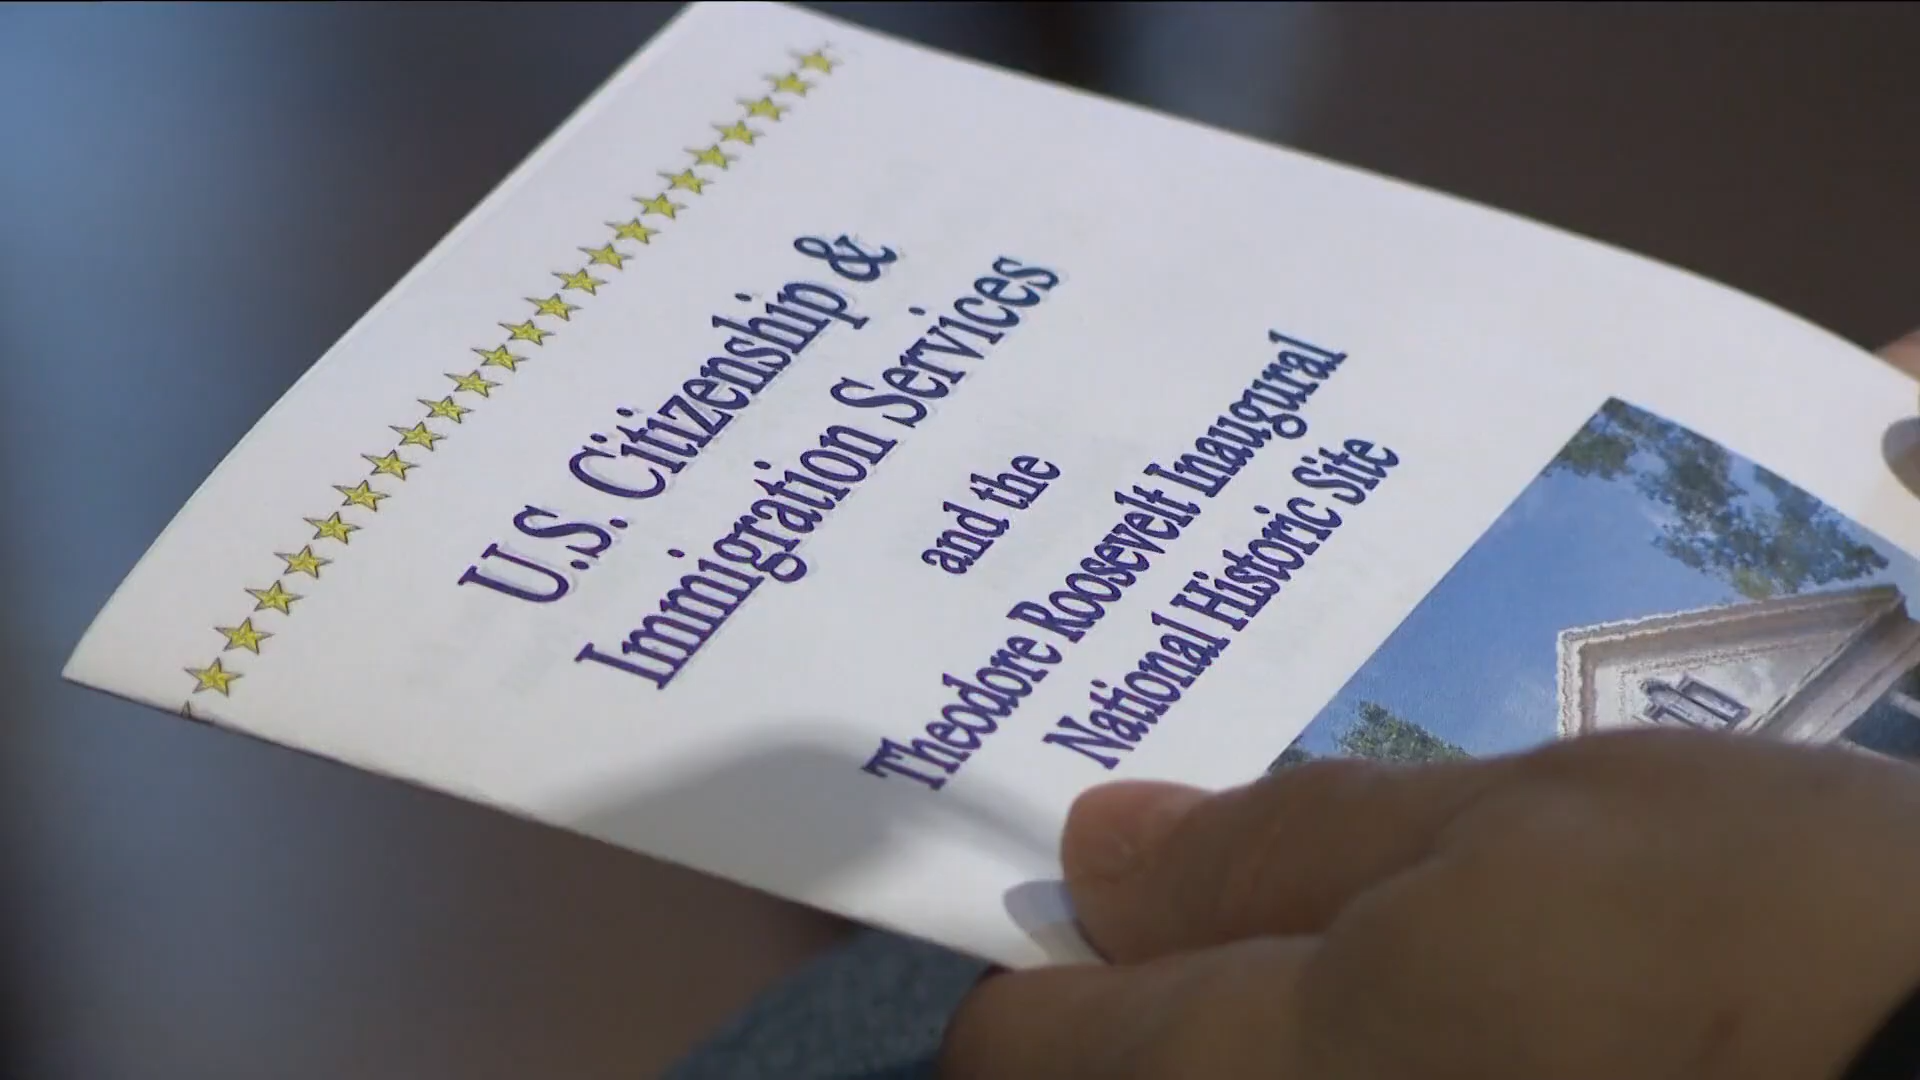 U.S. Citizenship &
Immigration Services
and the
Theodore Roosevelt Inaugural
National Historic Site